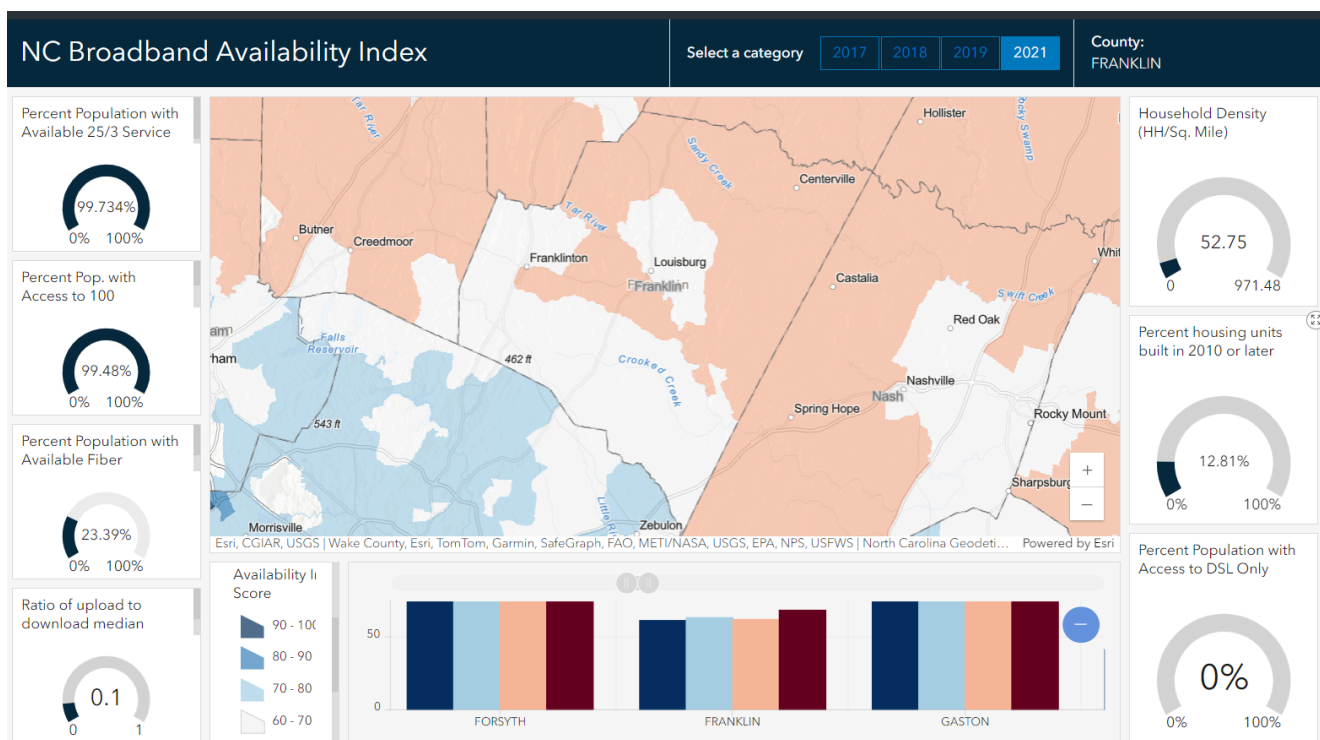 NC Broadband Availability Index
Select a category
2017
2018
2019
2021
County:
FRANKLIN
Percent Population with
Available 25/3 Service
99.734%
0% 100%
Percent Pop. with
Access to 100
99.48%
0% 100%
Percent Population with
Available Fiber
23.39%
0% 100%
Ratio of upload to
download median
0.1
0 1
Tar River
Sandy Creek
Hollister
Centerville
Butner
Creedmoor
Tar River
Franklinton
Louisburg
Franklin
Castalia
Swift Creek
Red Oak
Falls
Reservoir
462 ft
Crooked Creek
Nashville
Nash
Spring Hope
Rocky Mount
543 ft
Sharpsburg
Morrisville
Zebulon
+
−
Esri, CGIAR, USGS | Wake County, Esri, TomTom, Garmin, SafeGraph, FAO, METI/NASA, USGS, EPA, NPS, USFWS | North Carolina Geodeti... Powered by Esri
Availability
Score
90 - 100
80 - 90
70 - 80
60 - 70
50
0
FORSYTH
FRANKLIN
GASTON
Household Density
(HH/Sq. Mile)
52.75
0 971.48
Percent housing units
built in 2010 or later
12.81%
0% 100%
Percent Population with
Access to DSL Only
0%
0% 100%